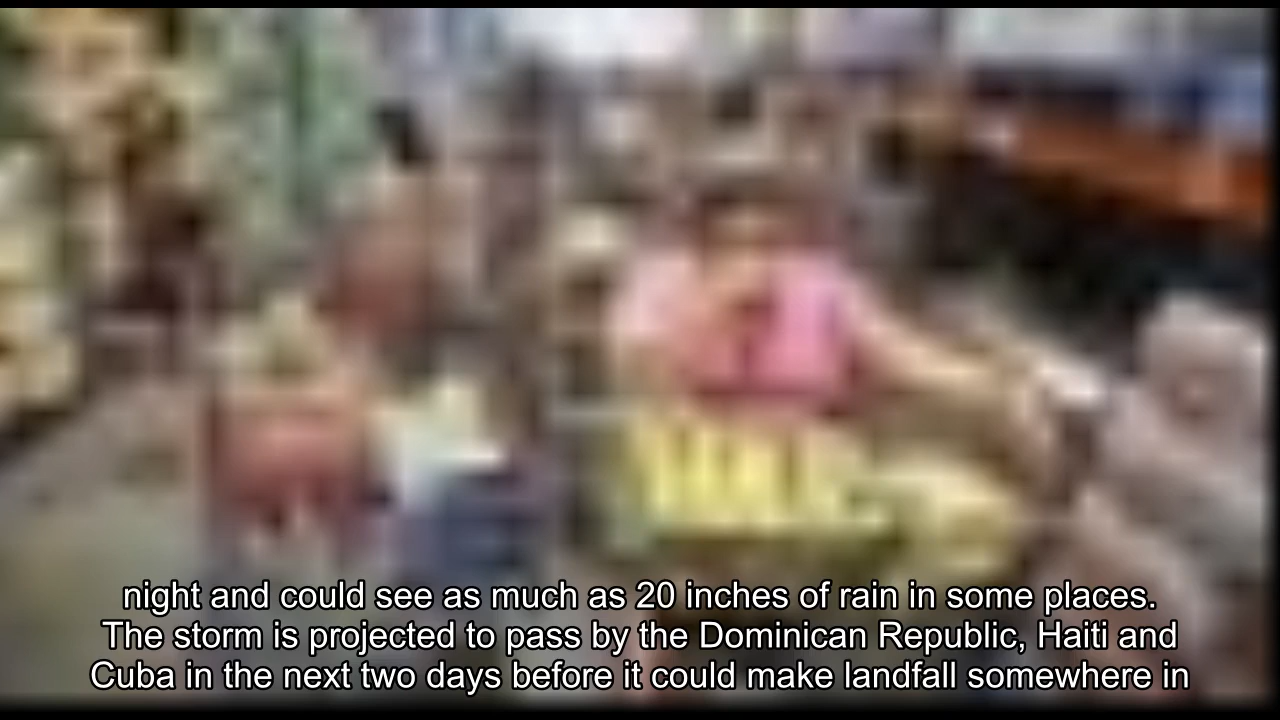 night and could see as much as 20 inches of rain in some places.
The storm is projected to pass by the Dominican Republic, Haiti and
Cuba in the next two days before it could make landfall somewhere in